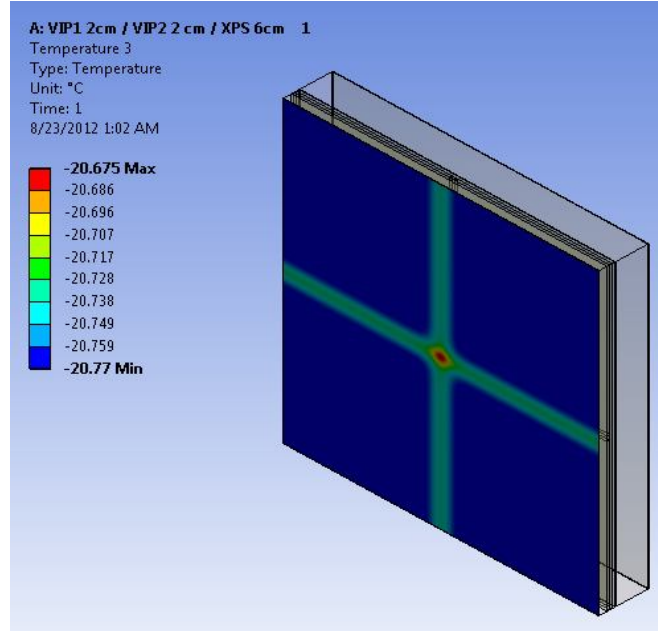 A: VIP1 2cm / VIP2 2 cm / XPS 6cm 1
Temperature 3
Type: Temperature
Unit: °C
Time: 1
8/23/2012 1:02 AM
-20.675 Max
-20.686
-20.696
-20.707
-20.717
-20.728
-20.738
-20.749
-20.759
-20.77 Min